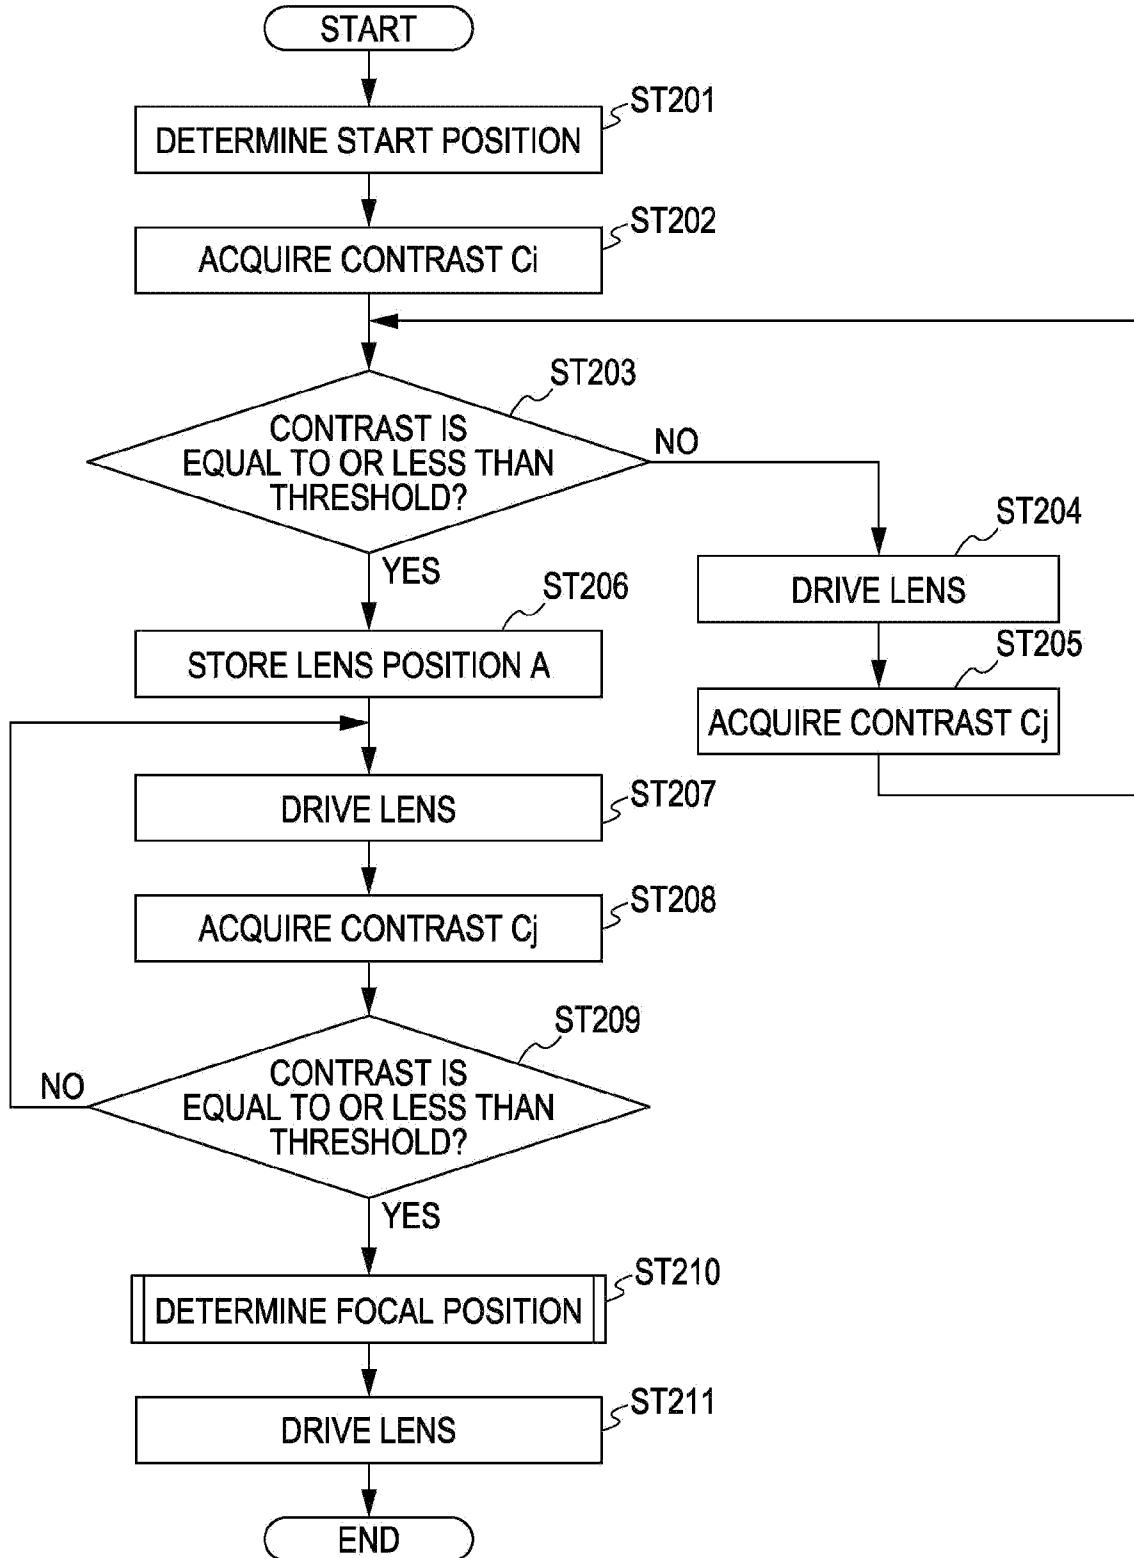 START
ST201
DETERMINE START POSITION
ST202
ACQUIRE CONTRAST Ci
ST203
CONTRAST IS
EQUAL TO OR LESS THAN
THRESHOLD?
NO
YES
ST204
DRIVE LENS
ST205
ACQUIRE CONTRAST Cj
ST206
STORE LENS POSITION A
ST207
DRIVE LENS
ST208
ACQUIRE CONTRAST Cj
ST209
CONTRAST IS
EQUAL TO OR LESS THAN
THRESHOLD?
NO
YES
ST210
DETERMINE FOCAL POSITION
ST211
DRIVE LENS
END